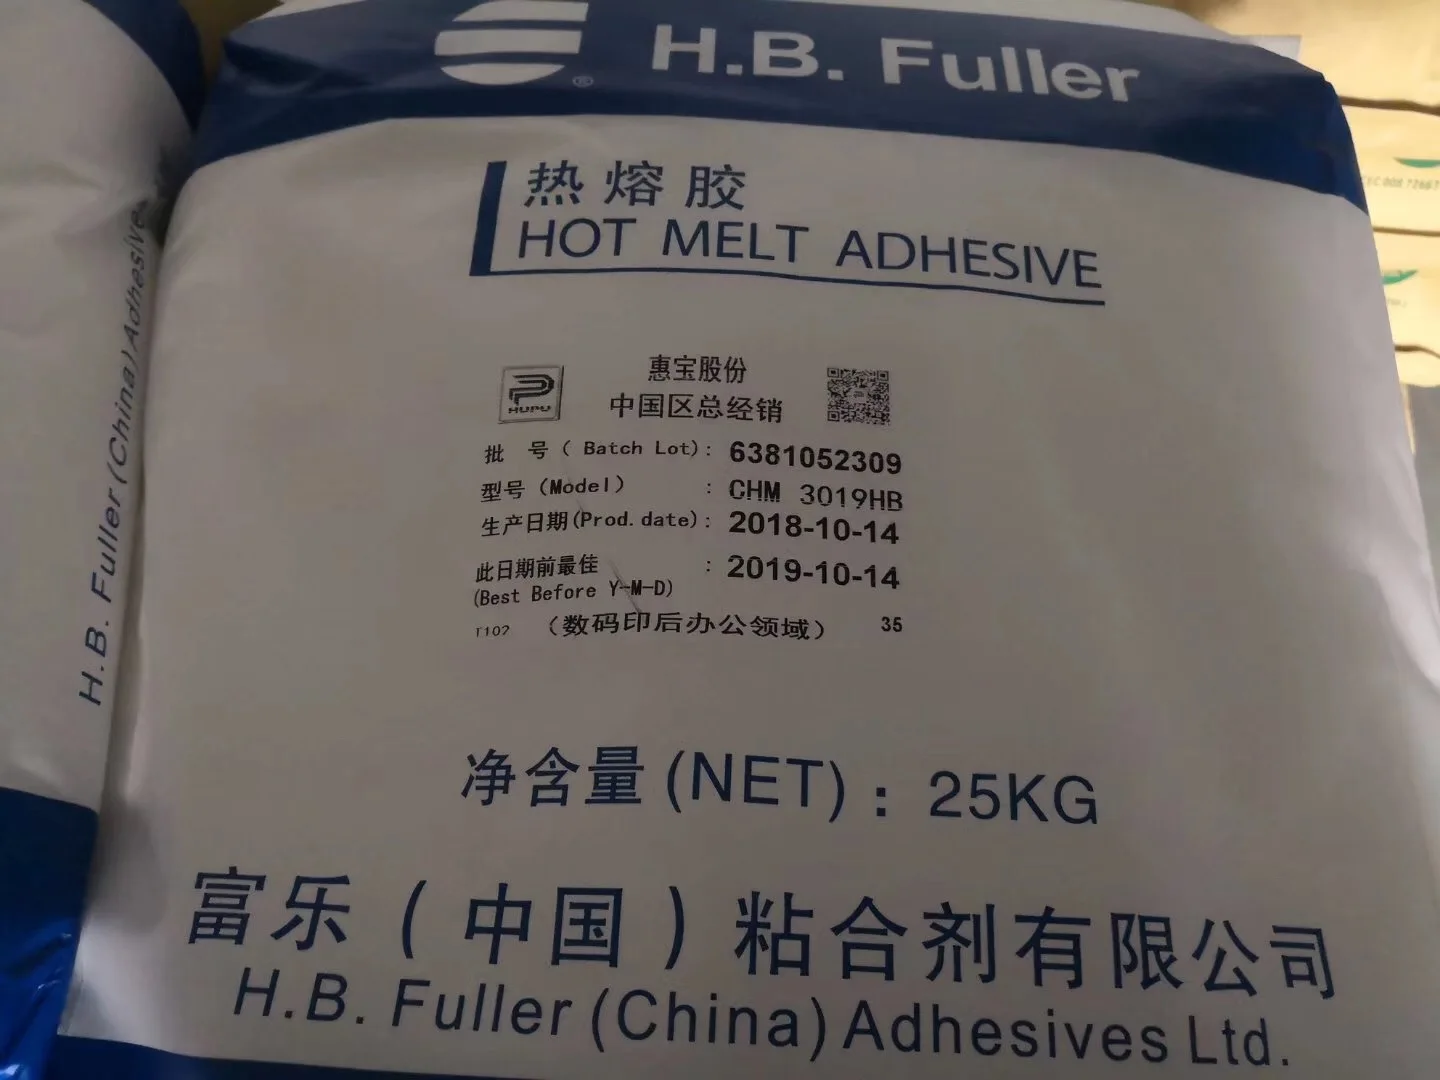 H.B. Fuller
®
热熔胶
HOT MELT ADHESIVE
HUPU
惠宝股份
中国区总经销
批 号 ( Batch Lot): 6381052309
型号 (Model) : CHM 3019HB
生产日期(Prod.date): 2018-10-14
此日期前最佳 : 2019-10-14
(Best Before Y-M-D)
T102 (数码印后办公领域) 35
净含量(NET): 25KG
富乐(中国)粘合剂有限公司
H.B. Fuller (China) Adhesives Ltd.
H.B. Fuller (China) Adhesive